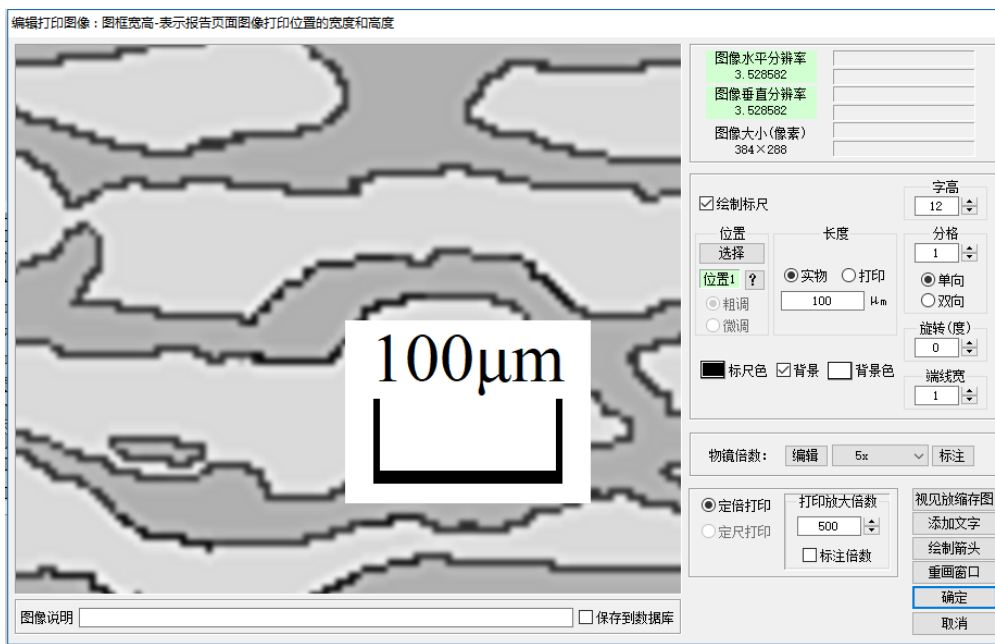 编辑打印图像：图框宽高-表示报告页面图像打印位置的宽度和高度
100μm
图像水平分辨率
3.528582
图像垂直分辨率
3.528582
图像大小(像素)
384×288
绘制标尺
字高
12
位置
选择
位置1 ?
粗调
微调
长度
实物 打印
100 μm
分格
1
单向
双向
旋转(度)
0
标尺色 背景 背景色
端线宽
1
物镜倍数： 编辑 5x 标注
定倍打印
定尺打印
打印放大倍数
500
标注倍数
视见放缩存图
添加文字
绘制箭头
重画窗口
确定
取消
图像说明 保存到数据库